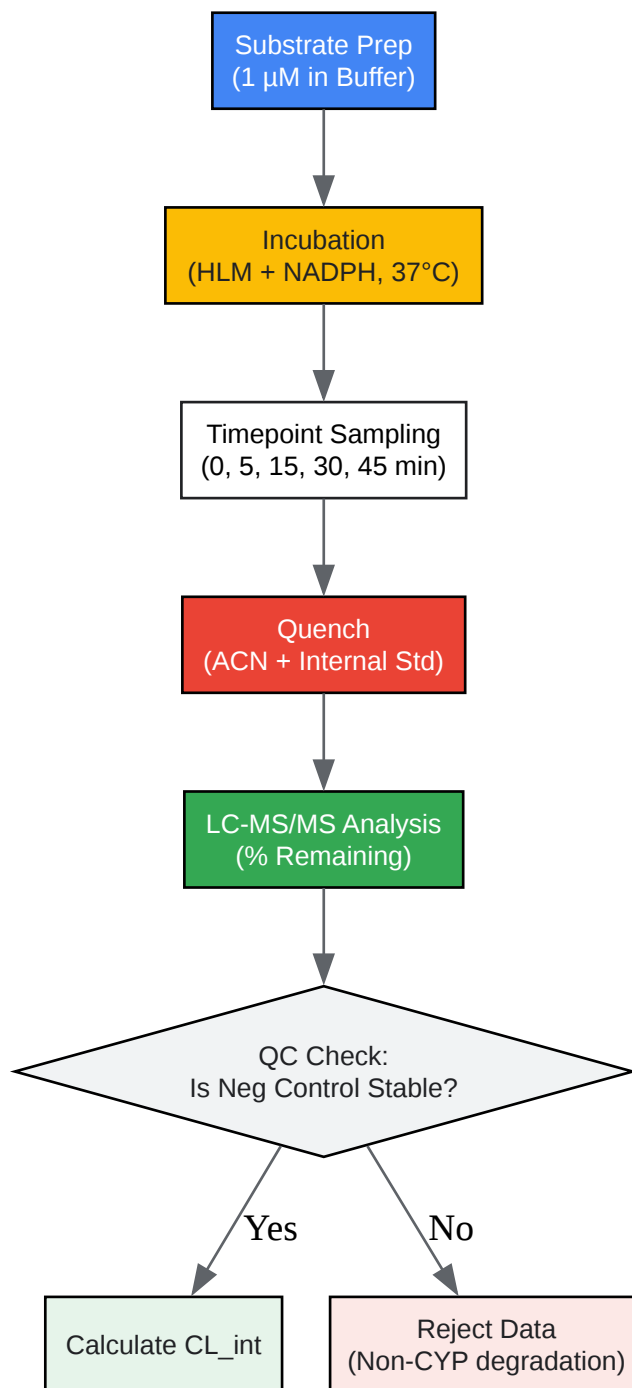 Substrate Prep
(1 µM in Buffer)
Incubation
(HLM + NADPH, 37°C)
Timepoint Sampling
(0, 5, 15, 30, 45 min)
Quench
(ACN + Internal Std)
LC-MS/MS Analysis
(% Remaining)
QC Check:
Is Neg Control Stable?
Yes
No
Calculate CL_int
Reject Data
(Non-CYP degradation)